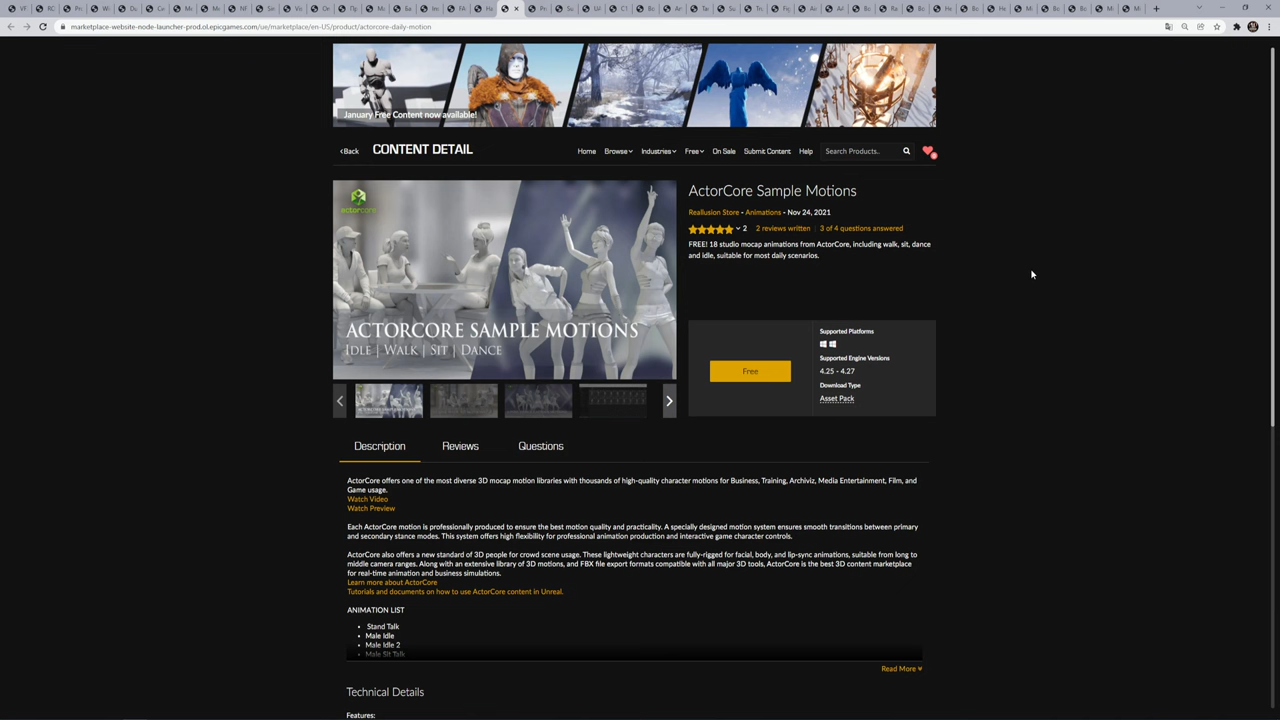 marketplace-website-node-launcher-prod.ol.epicgames.com/ue/marketplace/en-US/product/actorcore-daily-motion
January Free Content now available!
Back
CONTENT DETAIL
Home
Browse
Industries
Free
On Sale
Submit Content
Help
Search Products..
actorcore
ACTORCORE SAMPLE MOTIONS
IDLE | WALK | SIT | DANCE
ActorCore Sample Motions
Reallusion Store - Animations - Nov 24, 2021
2
2 reviews written
3 of 4 questions answered
FREE! 18 studio mocap animations from ActorCore, including walk, sit, dance
and idle, suitable for most daily scenarios.
Free
Supported Platforms
Supported Engine Versions
4.25 - 4.27
Download Type
Asset Pack
Description
Reviews
Questions
ActorCore offers one of the most diverse 3D mocap motion libraries with thousands of high-quality character motions for Business, Training, Archiviz, Media Entertainment, Film, and
Game usage.
Watch Video
Watch Preview
Each ActorCore motion is professionally produced to ensure the best motion quality and practicality. A specially designed motion system ensures smooth transitions between primary
and secondary stance modes. This system offers high flexibility for professional animation production and interactive game character controls.
ActorCore also offers a new standard of 3D people for crowd scene usage. These lightweight characters are fully-rigged for facial, body, and lip-sync animations, suitable from long to
middle camera ranges. Along with an extensive library of 3D motions, and FBX file export formats compatible with all major 3D tools, ActorCore is the best 3D content marketplace
for real-time animation and business simulations.
Learn more about ActorCore
Tutorials and documents on how to use ActorCore content in Unreal.
ANIMATION LIST
Stand Talk
Male Idle
Male Idle 2
Male Sit Talk
Read More
Technical Details
Features: